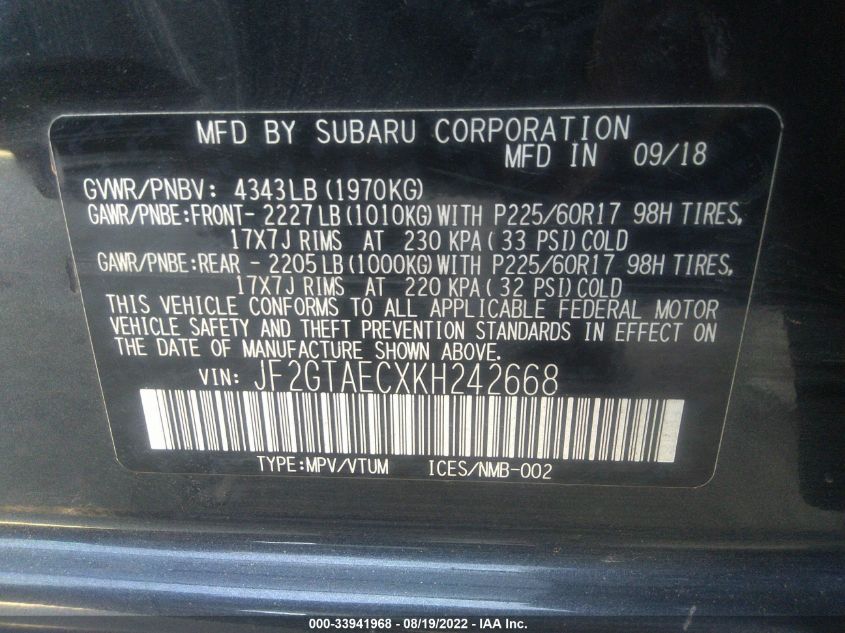 MFD BY SUBARU CORPORATION
MFD IN 09/18
GVWR/PNBV: 4343LB (1970KG)
GAWR/PNBE:FRONT- 2227LB (1010KG) WITH P225/60R17 98H TIRES,
17X7J RIMS AT 230 KPA ( 33 PSI) COLD
GAWR/PNBE:REAR - 2205LB (1000KG) WITH P225/60R17 98H TIRES,
17X7J RIMS AT 220 KPA ( 32 PSI) COLD
THIS VEHICLE CONFORMS TO ALL APPLICABLE FEDERAL MOTOR
VEHICLE SAFETY AND THEFT PREVENTION STANDARDS IN EFFECT ON
THE DATE OF MANUFACTURE SHOWN ABOVE.
VIN: JF2GTAECXKH242668
TYPE:MPV/VTUM ICES/NMB-002
000-33941968 - 08/19/2022 - IAA Inc.